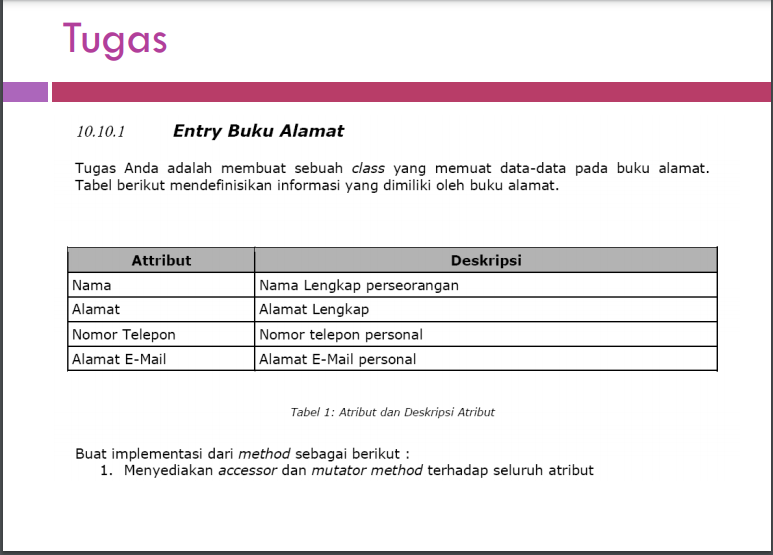 Tugas
10.10.1 Entry Buku Alamat
Tugas Anda adalah membuat sebuah class yang memuat data-data pada buku alamat.
Tabel berikut mendefinisikan informasi yang dimiliki oleh buku alamat.
Attribut Deskripsi
Nama Nama Lengkap perseorangan
Alamat Alamat Lengkap
Nomor Telepon Nomor telepon personal
Alamat E-Mail Alamat E-Mail personal
Tabel 1: Atribut dan Deskripsi Atribut
Buat implementasi dari method sebagai berikut :
1. Menyediakan accessor dan mutator method terhadap seluruh atribut